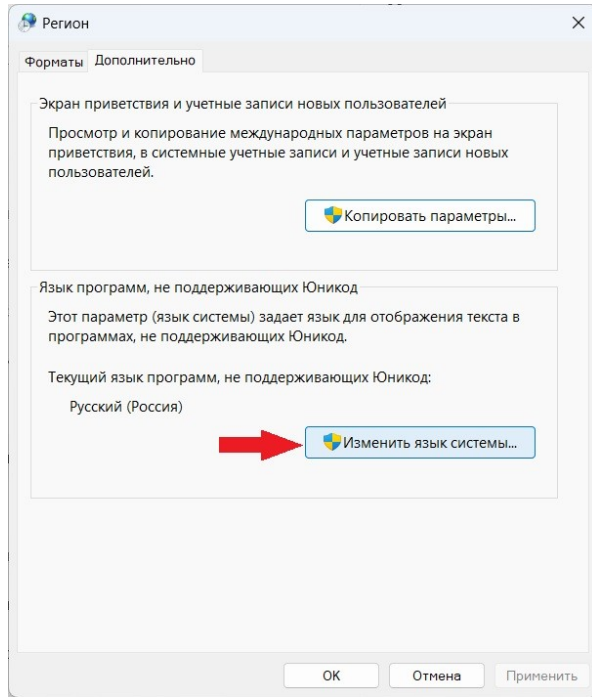 Регион
Форматы Дополнительно
Экран приветствия и учетные записи новых пользователей
Просмотр и копирование международных параметров на экран
приветствия, в системные учетные записи и учетные записи новых
пользователей.
Копировать параметры...
Язык программ, не поддерживающих Юникод
Этот параметр (язык системы) задает язык для отображения текста в
программах, не поддерживающих Юникод.
Текущий язык программ, не поддерживающих Юникод:
Русский (Россия)
Изменить язык системы...
ОК Отмена Применить